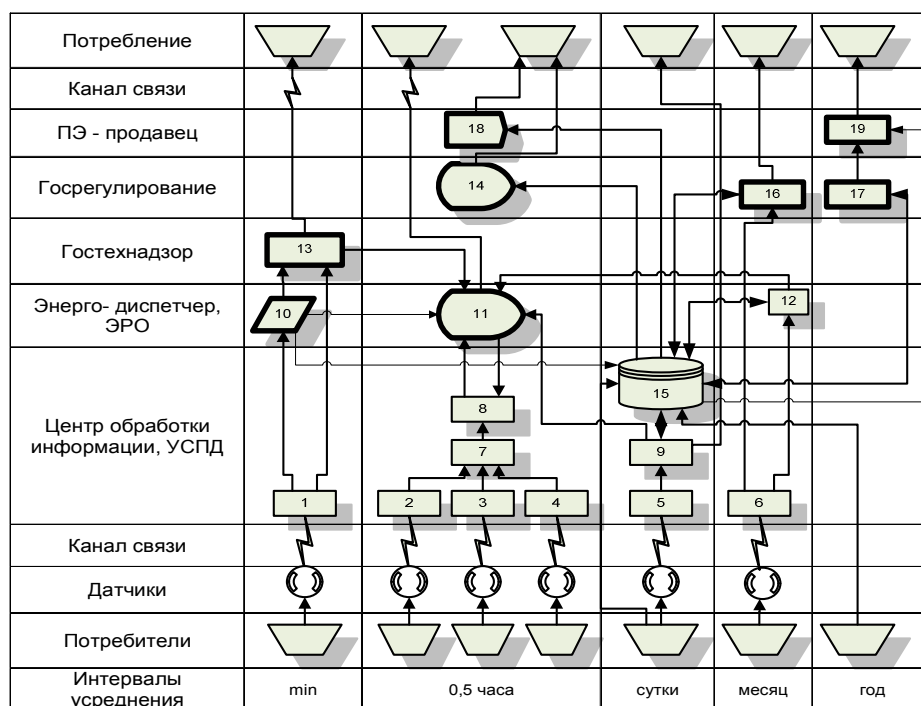 Потребление
Канал связи
ПЭ - продавец
18
19
Госрегулирование
14
16
17
Гостехнадзор
13
Энерго- диспетчер,
ЭРО
10
11
12
Центр обработки
информации, УСПД
15
8
7
9
1
2
3
4
5
6
Канал связи
Датчики
Потребители
Интервалы
усреднения
min
0,5 часа
сутки
месяц
год